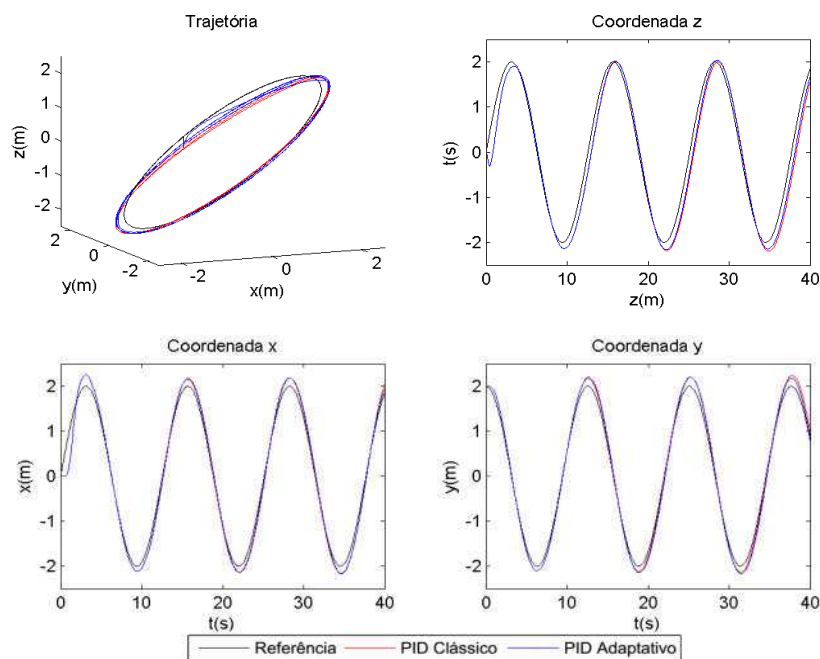 Trajetória
2
1
0
-1
-2
z(m)
2
0
-2
y(m)
-2
0
2
x(m)
Coordenada z
2
1
0
-1
-2
t(s)
0
10
20
30
40
z(m)
Coordenada x
2
1
0
-1
-2
x(m)
0
10
20
30
40
t(s)
Coordenada y
2
1
0
-1
-2
y(m)
0
10
20
30
40
t(s)
Referência PID Clássico PID Adaptativo